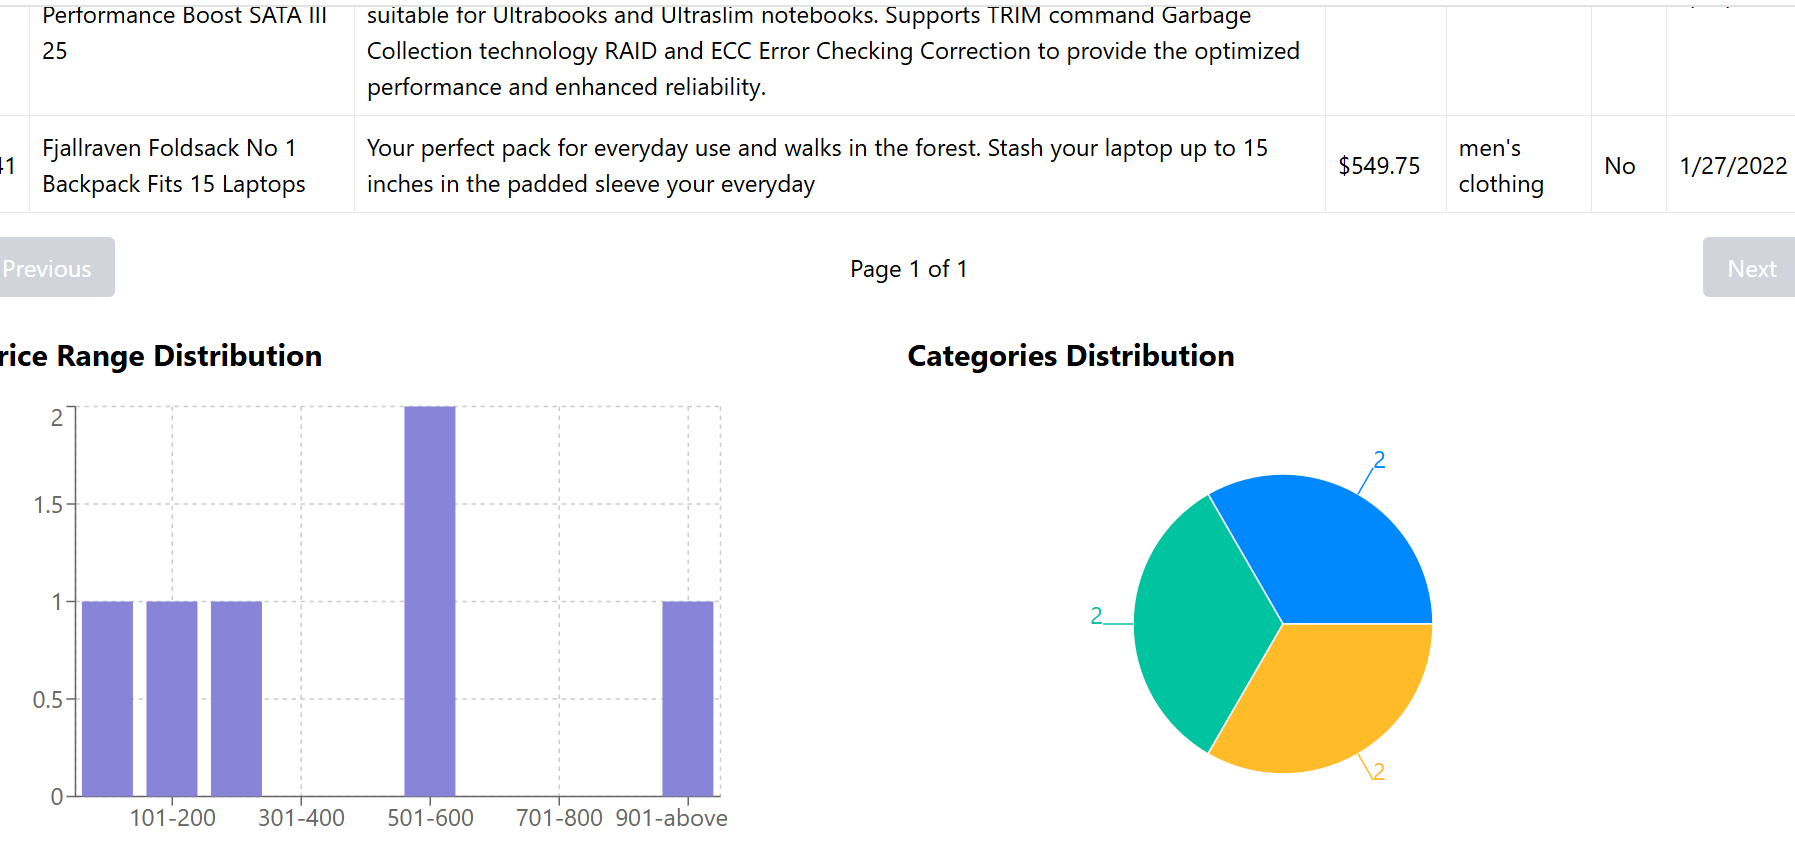 Performance Boost SATA III
25
suitable for Ultrabooks and Ultraslim notebooks. Supports TRIM command Garbage
Collection technology RAID and ECC Error Checking Correction to provide the optimized
performance and enhanced reliability.
41
Fjallraven Foldsack No 1
Backpack Fits 15 Laptops
Your perfect pack for everyday use and walks in the forest. Stash your laptop up to 15
inches in the padded sleeve your everyday
$549.75
men's
clothing
No
1/27/2022
Previous
Page 1 of 1
Next
rice Range Distribution
2
1.5
1
0.5
0
101-200
301-400
501-600
701-800
901-above
Categories Distribution
2
2
2